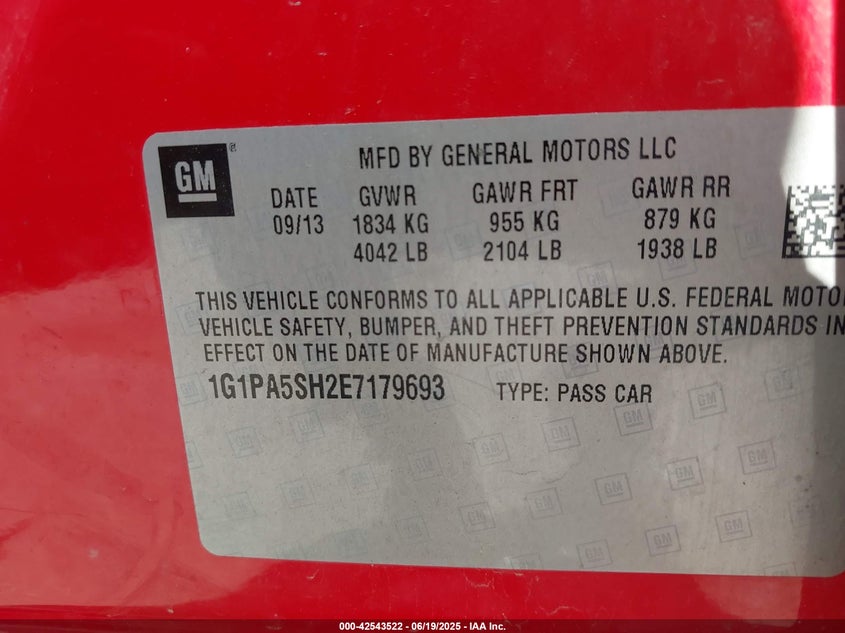 GM
MFD BY GENERAL MOTORS LLC
DATE GVWR GAWR FRT GAWR RR
09/13 1834 KG 955 KG 879 KG
4042 LB 2104 LB 1938 LB
THIS VEHICLE CONFORMS TO ALL APPLICABLE U.S. FEDERAL MOTO
VEHICLE SAFETY, BUMPER, AND THEFT PREVENTION STANDARDS IN
EFFECT ON THE DATE OF MANUFACTURE SHOWN ABOVE.
1G1PA5SH2E7179693 TYPE: PASS CAR
000-42543522 | 06/19/2025 - IAA Inc.